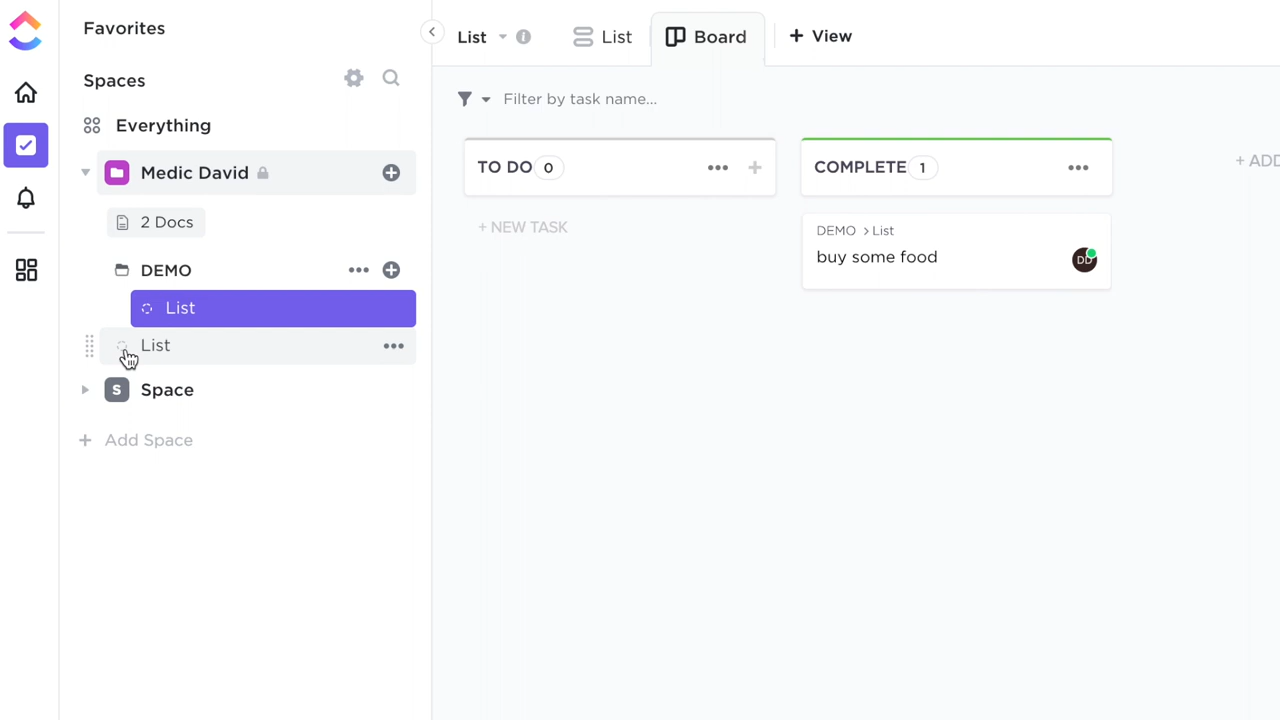 Favorites
Spaces
Everything
Medic David
2 Docs
DEMO
List
List
S Space
+ Add Space
List
List
Board
+ View
Filter by task name...
TO DO 0
+ NEW TASK
COMPLETE 1
DEMO > List
buy some food
DD
+ ADD